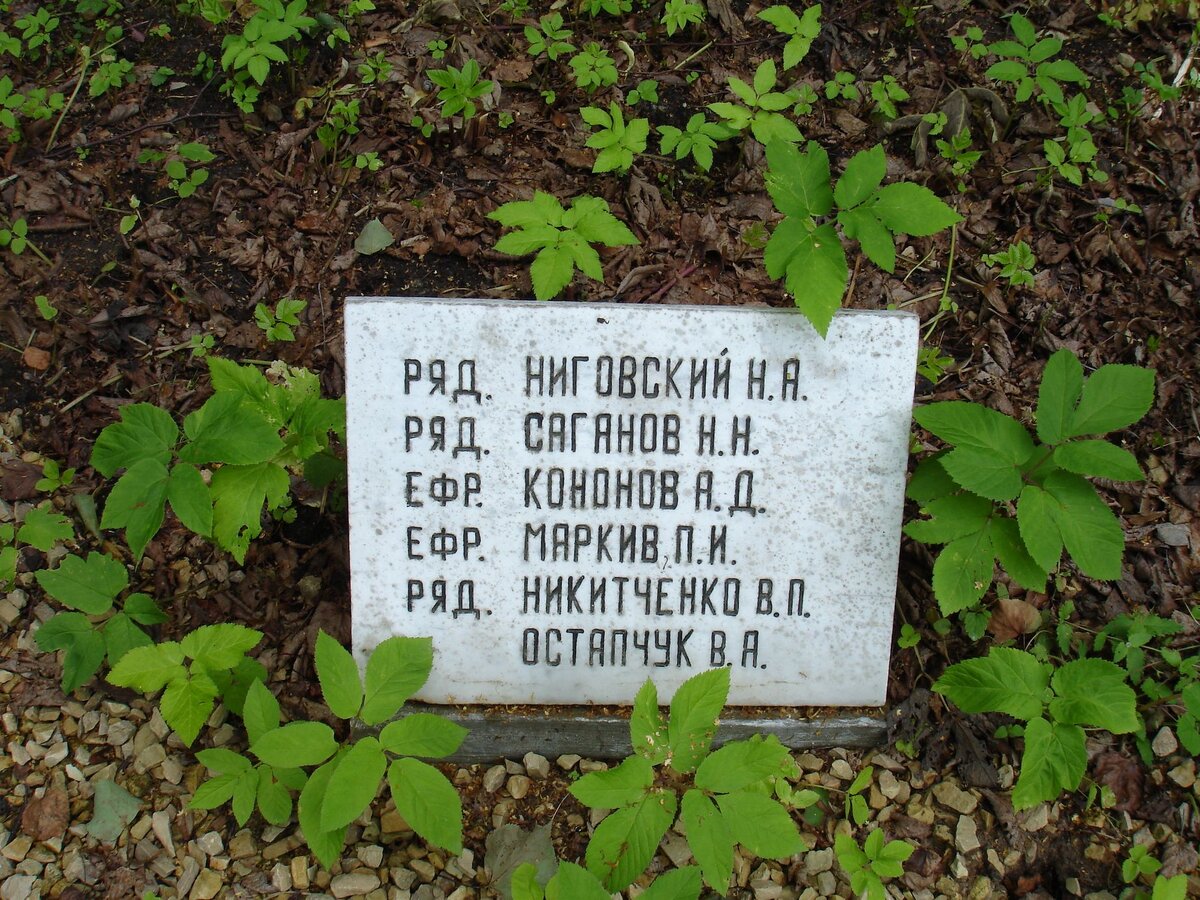 РЯД. НИГОВСКИЙ Н.А.
РЯД. САГАНОВ Н.Н.
ЕФР. КОНОНОВ А.Д.
ЕФР. МАРКИВ П.И.
РЯД. НИКИТЧЕНКО В.П.
ОСТАПЧУК В.А.